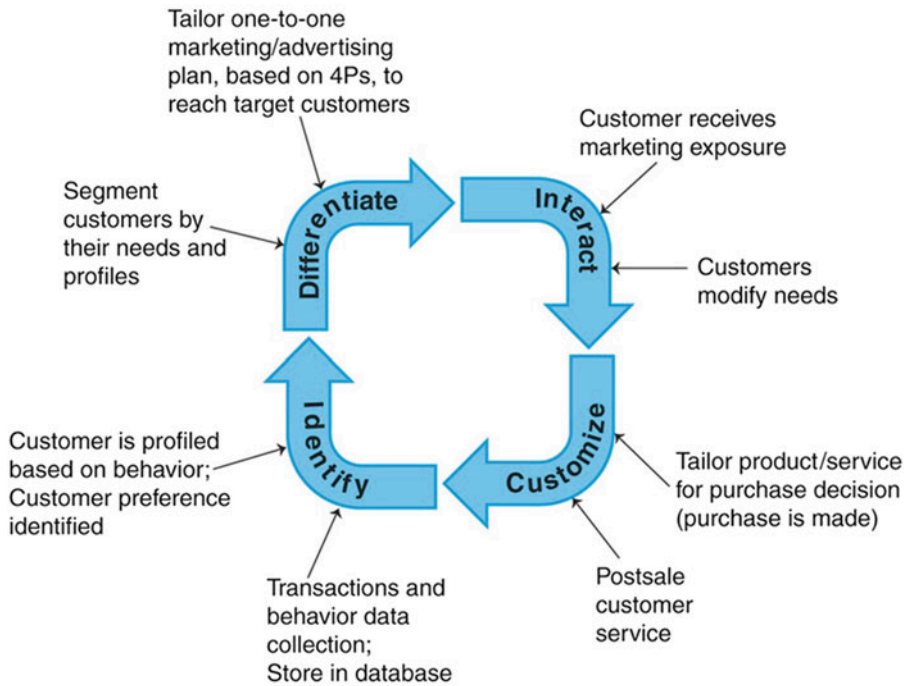 Tailor one-to-one
marketing/advertising
plan, based on 4Ps, to
reach target customers
Customer receives
marketing exposure
Segment
customers by
their needs and
profiles
Differentiate
Interact
Customers
modify needs
Identify
Customize
Customer is profiled
based on behavior;
Customer preference
identified
Tailor product/service
for purchase decision
(purchase is made)
Transactions and
behavior data
collection;
Store in database
Postsale
customer
service